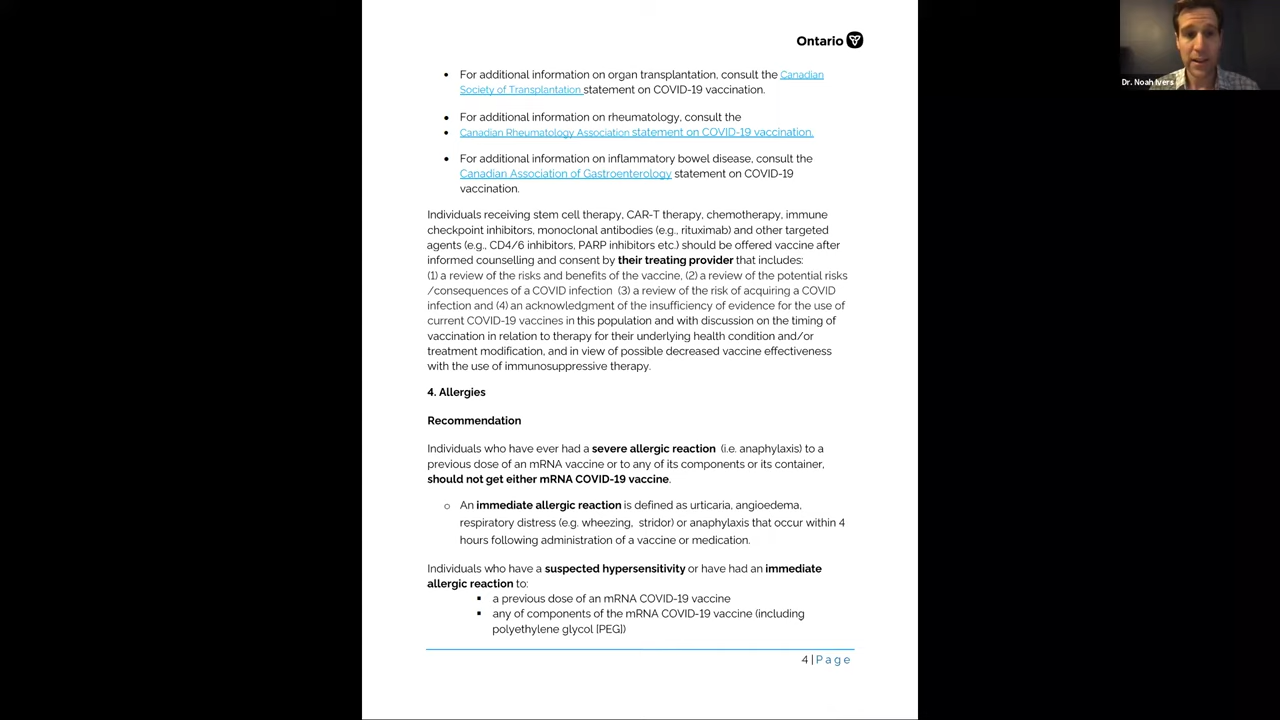 Ontario
Dr. Noah Ivers
• For additional information on organ transplantation, consult the Canadian
Society of Transplantation statement on COVID-19 vaccination.
• For additional information on rheumatology, consult the
• Canadian Rheumatology Association statement on COVID-19 vaccination.
• For additional information on inflammatory bowel disease, consult the
Canadian Association of Gastroenterology statement on COVID-19
vaccination.
Individuals receiving stem cell therapy, CAR-T therapy, chemotherapy, immune
checkpoint inhibitors, monoclonal antibodies (e.g., rituximab) and other targeted
agents (e.g., CD4/6 inhibitors, PARP inhibitors etc.) should be offered vaccine after
informed counselling and consent by their treating provider that includes:
(1) a review of the risks and benefits of the vaccine, (2) a review of the potential risks
/consequences of a COVID infection (3) a review of the risk of acquiring a COVID
infection and (4) an acknowledgment of the insufficiency of evidence for the use of
current COVID-19 vaccines in this population and with discussion on the timing of
vaccination in relation to therapy for their underlying health condition and/or
treatment modification, and in view of possible decreased vaccine effectiveness
with the use of immunosuppressive therapy.
4. Allergies
Recommendation
Individuals who have ever had a severe allergic reaction (i.e. anaphylaxis) to a
previous dose of an mRNA vaccine or to any of its components or its container,
should not get either mRNA COVID-19 vaccine.
o An immediate allergic reaction is defined as urticaria, angioedema,
respiratory distress (e.g. wheezing, stridor) or anaphylaxis that occur within 4
hours following administration of a vaccine or medication.
Individuals who have a suspected hypersensitivity or have had an immediate
allergic reaction to:
▪ a previous dose of an mRNA COVID-19 vaccine
▪ any of components of the mRNA COVID-19 vaccine (including
polyethylene glycol [PEG])
4 | Page